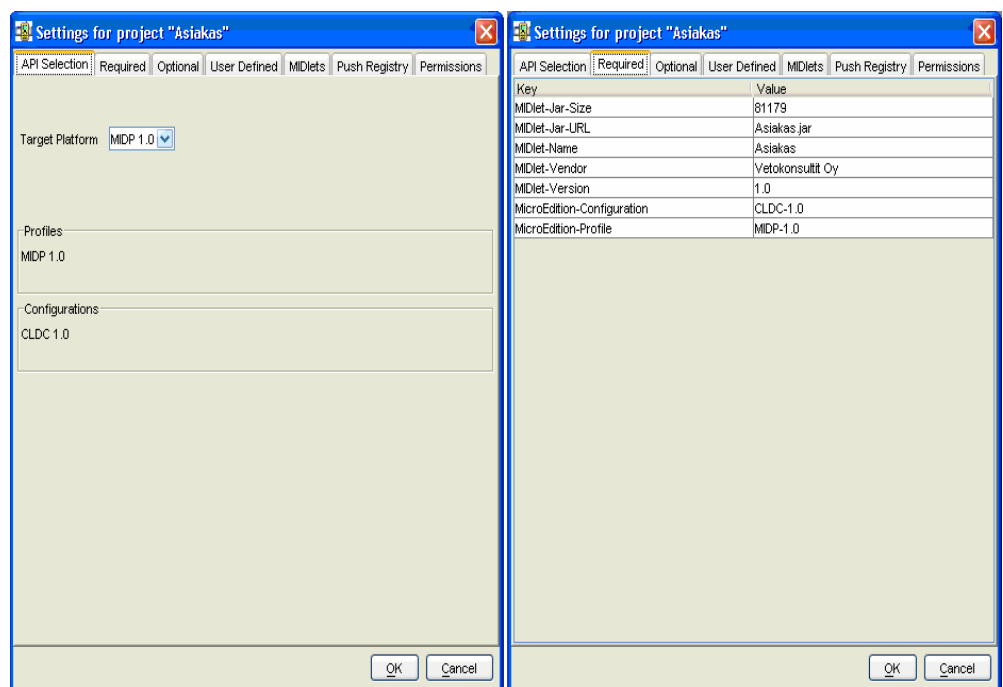 Settings for project "Asiakas"
API Selection Required Optional User Defined MIDlets Push Registry Permissions
Target Platform MIDP 1.0
Profiles
MIDP 1.0
Configurations
CLDC 1.0
OK Cancel
Settings for project "Asiakas"
API Selection Required Optional User Defined MIDlets Push Registry Permissions
Key Value
MIDlet-Jar-Size 81179
MIDlet-Jar-URL Asiakas.jar
MIDlet-Name Asiakas
MIDlet-Vendor Vetokonsultit Oy
MIDlet-Version 1.0
MicroEdition-Configuration CLDC-1.0
MicroEdition-Profile MIDP-1.0
OK Cancel